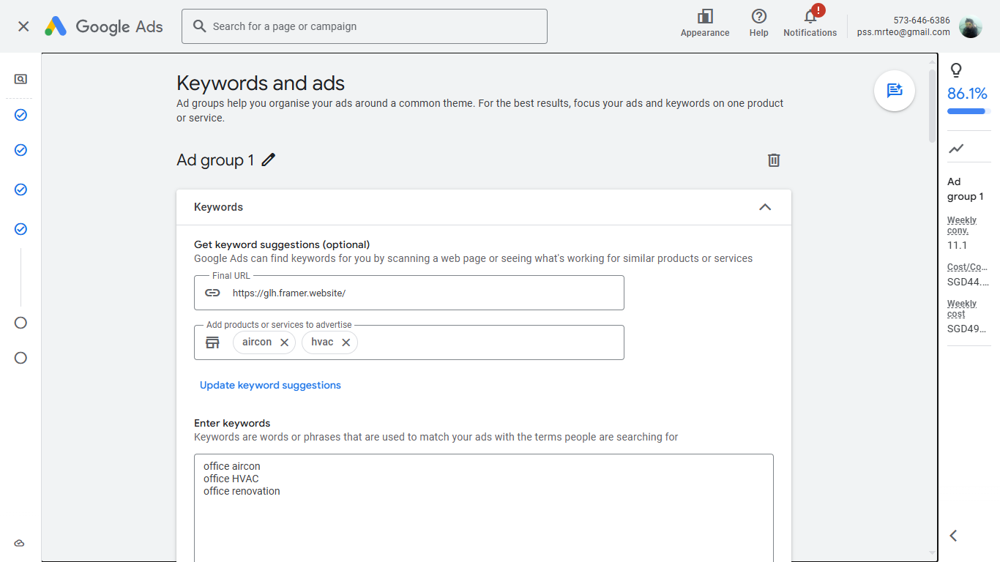 Google Ads
Search for a page or campaign
Appearance
Help
!
Notifications
573-646-6386
pss.mrteo@gmail.com
Keywords and ads
Ad groups help you organise your ads around a common theme. For the best results, focus your ads and keywords on one product
or service.
Ad group 1
Keywords
Get keyword suggestions (optional)
Google Ads can find keywords for you by scanning a web page or seeing what's working for similar products or services
Final URL
https://glh.framer.website/
Add products or services to advertise
aircon
hvac
Update keyword suggestions
Enter keywords
Keywords are words or phrases that are used to match your ads with the terms people are searching for
office aircon
office HVAC
office renovation
86.1%
Ad
group 1
Weekly
conv.
11.1
Cost/Co...
SGD44....
Weekly
cost
SGD49...